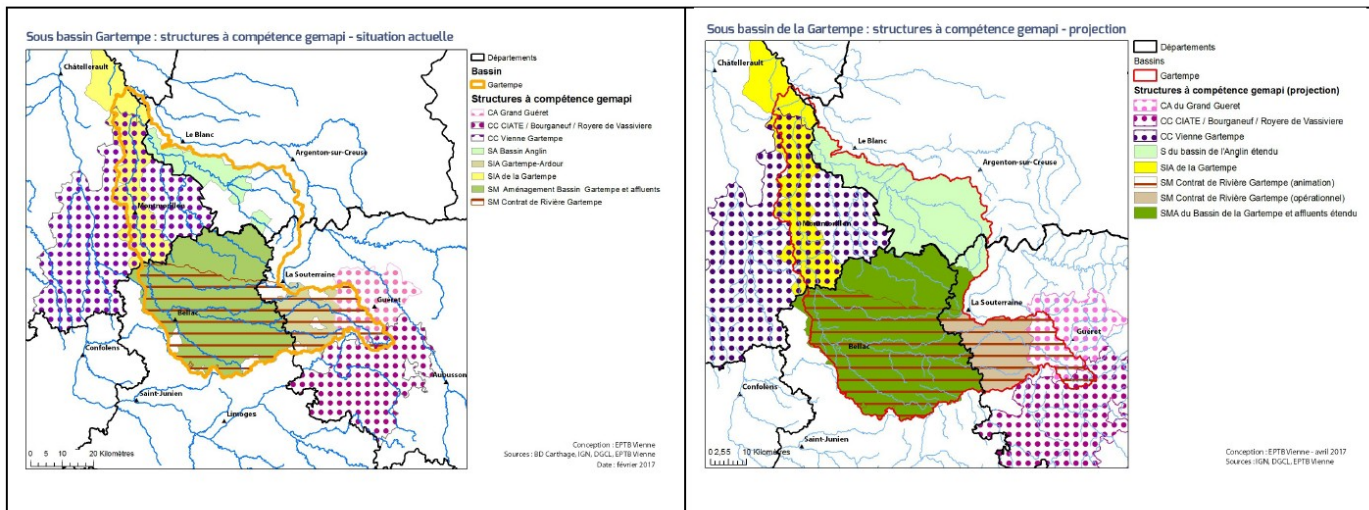 Sous bassin Gartempe : structures à compétence gemapi - situation actuelle
Châtellerault
Le Blanc
Argenton-sur-Creuse
Montmorillon
La Souterraine
Guéret
Bellac
Confolens
Aubusson
Saint-Junien
Limoges
0 5 10 20 Kilomètres
Départements
Bassin
Gartempe
Structures à compétence gemapi
CA Grand Guéret
CC CIATE / Bourganeuf / Royere de Vassiviere
CC Vienne Gartempe
SA Bassin Anglin
SIA Gartempe-Ardour
SIA de la Gartempe
SM Aménagement Bassin Gartempe et affluents
SM Contrat de Rivière Gartempe
Conception : EPTB Vienne
Sources : BD Carthage, IGN, DGCL, EPTB Vienne
Date : février 2017
Sous bassin de la Gartempe : structures à compétence gemapi - projection
Châtellerault
Le Blanc
Argenton-sur-Creuse
Montmorillon
La Souterraine
Guéret
Bellac
Confolens
Saint-Junien
0 2,5 5 10 Kilomètres
Départements
Bassins
Gartempe
Structures à compétence gemapi (projection)
CA du Grand Gueret
CC CIATE / Bourganeuf / Royere de Vassiviere
CC Vienne Gartempe
S du bassin de l'Anglin étendu
SIA de la Gartempe
SM Contrat de Rivière Gartempe (animation)
SM Contrat de Rivière Gartempe (opérationnel)
SMA du Bassin de la Gartempe et affluents étendu
Conception : EPTB Vienne - avril 2017
Sources : IGN, DGCL, EPTB Vienne